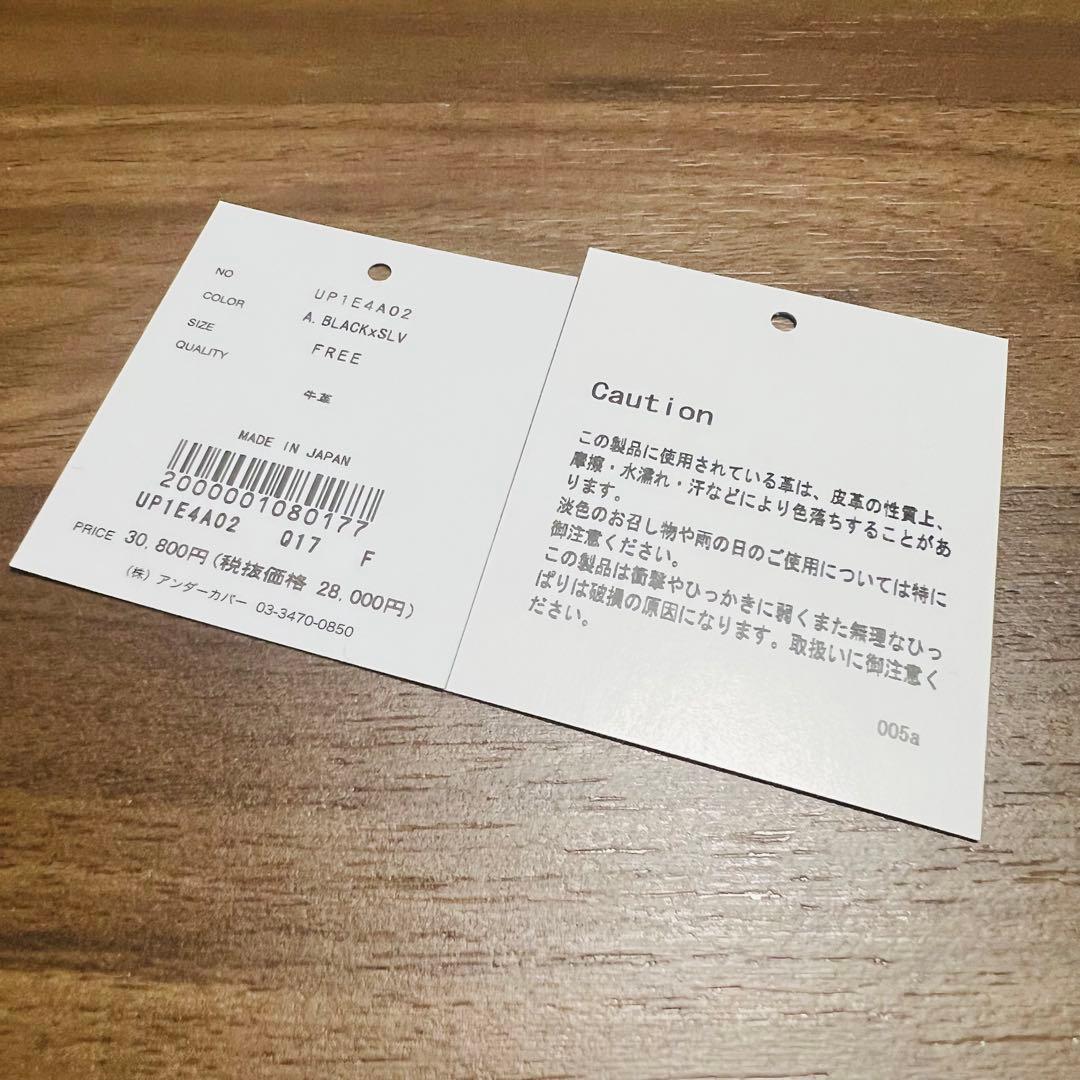 NO UP1E4A02
COLOR A. BLACKxSLV
SIZE FREE
QUALITY
牛革
MADE IN JAPAN
2000001080177
UP1E4A02 Q17 F
PRICE 30,800円(税抜価格 28,000円)
(株) アンダーカバー 03-3470-0850
Caution
この製品に使用されている革は、皮革の性質上、
摩擦・水濡れ・汗などにより色落ちすることがあ
ります。
淡色のお召し物や雨の日のご使用については特に
御注意ください。
この製品は衝撃やひっかきに弱くまた無理なひっ
ぱりは破損の原因になります。取扱いに御注意く
ださい。
005a